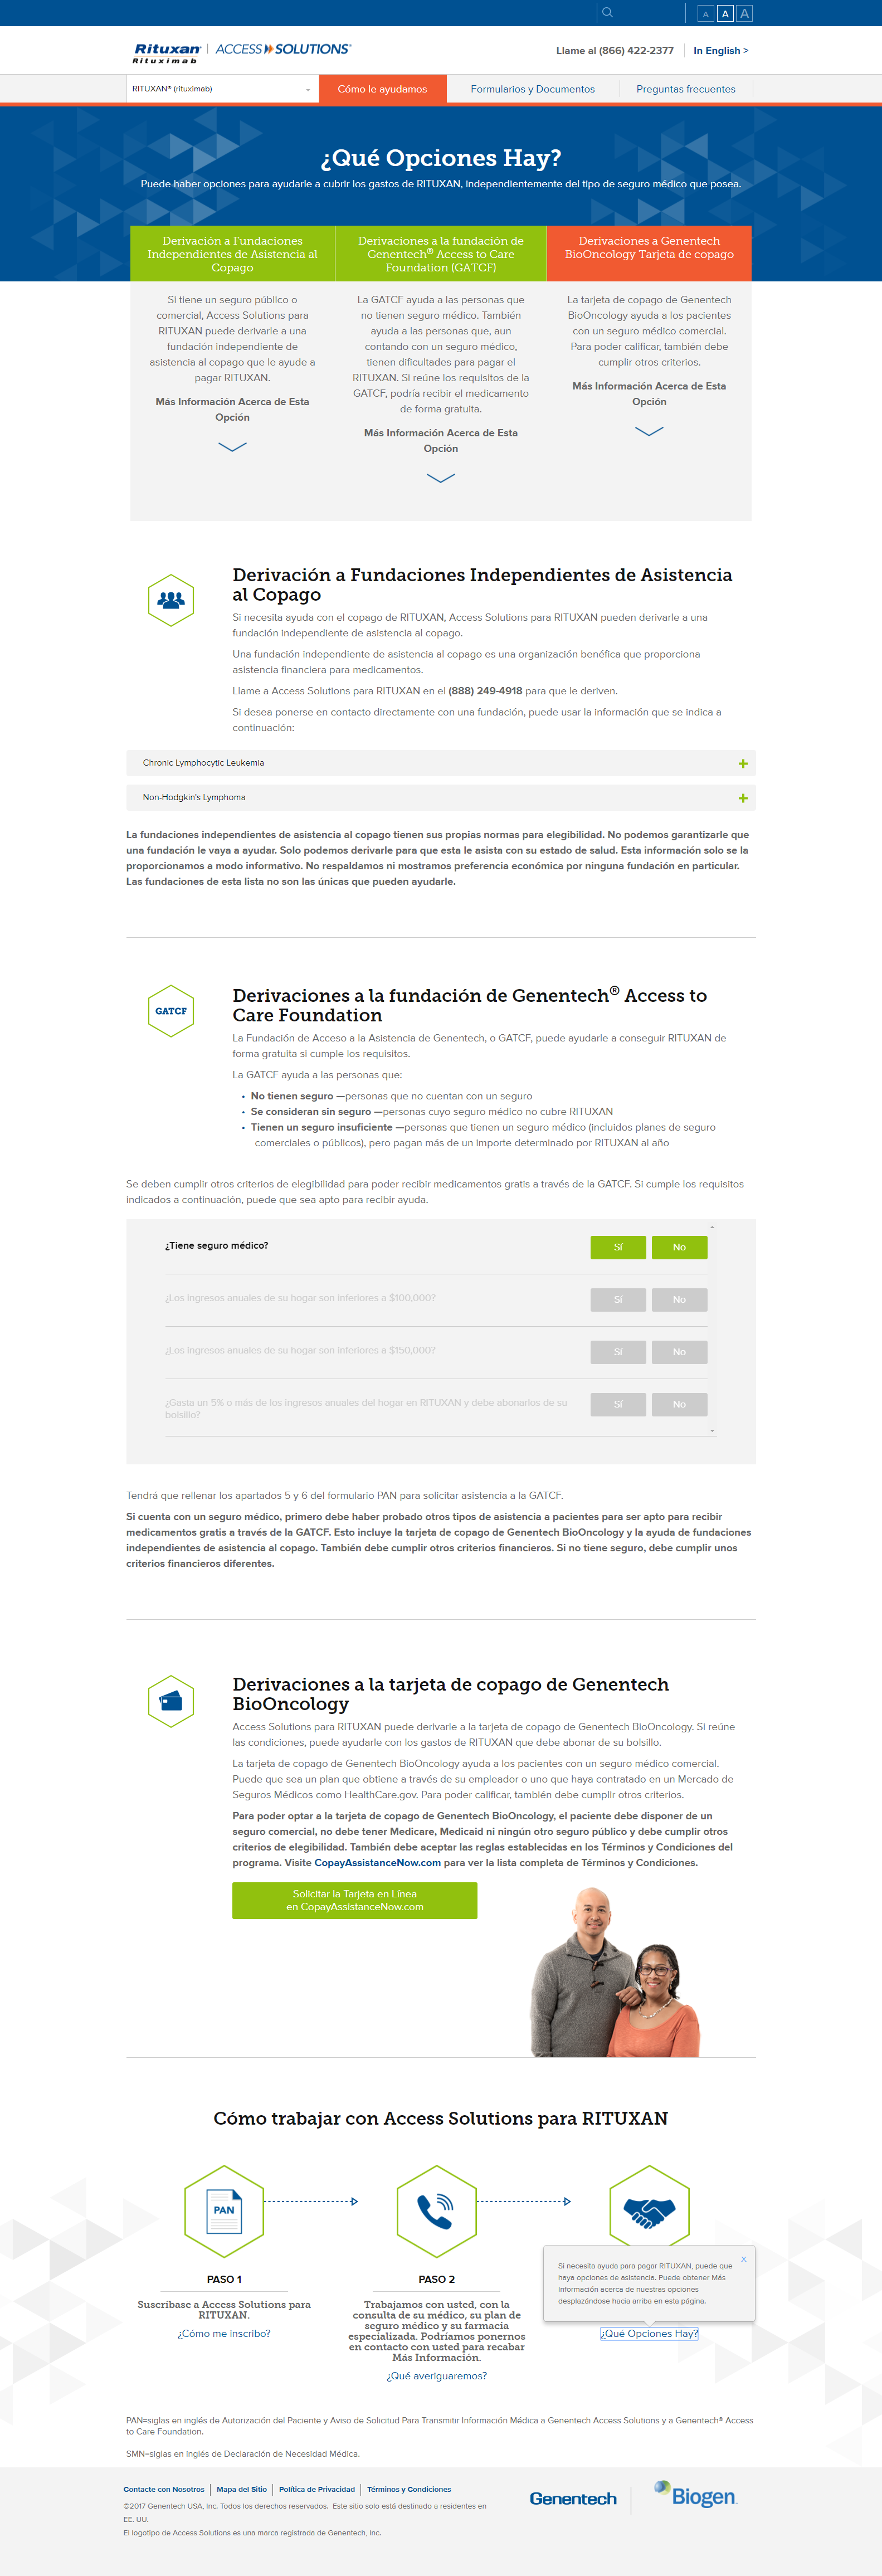 A A A
Rituxan® | ACCESS SOLUTIONS®
Rituximab
Llame al (866) 422-2377
In English >
RITUXAN® (rituximab)
Cómo le ayudamos
Formularios y Documentos
Preguntas frecuentes
¿Qué Opciones Hay?
Puede haber opciones para ayudarle a cubrir los gastos de RITUXAN, independientemente del tipo de seguro médico que posea.
Derivación a Fundaciones
Independientes de Asistencia al
Copago
Si tiene un seguro público o
comercial, Access Solutions para
RITUXAN puede derivarle a una
fundación independiente de
asistencia al copago que le ayude a
pagar RITUXAN.
Más Información Acerca de Esta
Opción
Derivaciones a la fundación de
Genentech® Access to Care
Foundation (GATCF)
La GATCF ayuda a las personas que
no tienen seguro médico. También
ayuda a las personas que, aun
contando con un seguro médico,
tienen dificultades para pagar el
RITUXAN. Si reúne los requisitos de la
GATCF, podría recibir el medicamento
de forma gratuita.
Más Información Acerca de Esta
Opción
Derivaciones a Genentech
BioOncology Tarjeta de copago
La tarjeta de copago de Genentech
BioOncology ayuda a los pacientes
con un seguro médico comercial.
Para poder calificar, también debe
cumplir otros criterios.
Más Información Acerca de Esta
Opción
Derivación a Fundaciones Independientes de Asistencia
al Copago
Si necesita ayuda con el copago de RITUXAN, Access Solutions para RITUXAN pueden derivarle a una
fundación independiente de asistencia al copago.
Una fundación independiente de asistencia al copago es una organización benéfica que proporciona
asistencia financiera para medicamentos.
Llame a Access Solutions para RITUXAN en el (888) 249-4918 para que le deriven.
Si desea ponerse en contacto directamente con una fundación, puede usar la información que se indica a
continuación:
Chronic Lymphocytic Leukemia
Non-Hodgkin's Lymphoma
La fundaciones independientes de asistencia al copago tienen sus propias normas para elegibilidad. No podemos garantizarle que
una fundación le vaya a ayudar. Solo podemos derivarle para que esta le asista con su estado de salud. Esta información solo se la
proporcionamos a modo informativo. No respaldamos ni mostramos preferencia económica por ninguna fundación en particular.
Las fundaciones de esta lista no son las únicas que pueden ayudarle.
GATCF
Derivaciones a la fundación de Genentech® Access to
Care Foundation
La Fundación de Acceso a la Asistencia de Genentech, o GATCF, puede ayudarle a conseguir RITUXAN de
forma gratuita si cumple los requisitos.
La GATCF ayuda a las personas que:
• No tienen seguro —personas que no cuentan con un seguro
• Se consideran sin seguro —personas cuyo seguro médico no cubre RITUXAN
• Tienen un seguro insuficiente —personas que tienen un seguro médico (incluidos planes de seguro
comerciales o públicos), pero pagan más de un importe determinado por RITUXAN al año
Se deben cumplir otros criterios de elegibilidad para poder recibir medicamentos gratis a través de la GATCF. Si cumple los requisitos
indicados a continuación, puede que sea apto para recibir ayuda.
¿Tiene seguro médico? Sí No
¿Los ingresos anuales de su hogar son inferiores a $100,000? Sí No
¿Los ingresos anuales de su hogar son inferiores a $150,000? Sí No
¿Gasta un 5% o más de los ingresos anuales del hogar en RITUXAN y debe abonarlos de su Sí No
bolsillo?
Tendrá que rellenar los apartados 5 y 6 del formulario PAN para solicitar asistencia a la GATCF.
Si cuenta con un seguro médico, primero debe haber probado otros tipos de asistencia a pacientes para ser apto para recibir
medicamentos gratis a través de la GATCF. Esto incluye la tarjeta de copago de Genentech BioOncology y la ayuda de fundaciones
independientes de asistencia al copago. También debe cumplir otros criterios financieros. Si no tiene seguro, debe cumplir unos
criterios financieros diferentes.
Derivaciones a la tarjeta de copago de Genentech
BioOncology
Access Solutions para RITUXAN puede derivarle a la tarjeta de copago de Genentech BioOncology. Si reúne
las condiciones, puede ayudarle con los gastos de RITUXAN que debe abonar de su bolsillo.
La tarjeta de copago de Genentech BioOncology ayuda a los pacientes con un seguro médico comercial.
Puede que sea un plan que obtiene a través de su empleador o uno que haya contratado en un Mercado de
Seguros Médicos como HealthCare.gov. Para poder calificar, también debe cumplir otros criterios.
Para poder optar a la tarjeta de copago de Genentech BioOncology, el paciente debe disponer de un
seguro comercial, no debe tener Medicare, Medicaid ni ningún otro seguro público y debe cumplir otros
criterios de elegibilidad. También debe aceptar las reglas establecidas en los Términos y Condiciones del
programa. Visite CopayAssistanceNow.com para ver la lista completa de Términos y Condiciones.
Solicitar la Tarjeta en Línea
en CopayAssistanceNow.com
Cómo trabajar con Access Solutions para RITUXAN
PAN
PASO 1
Suscríbase a Access Solutions para
RITUXAN.
¿Cómo me inscribo?
PASO 2
Trabajamos con usted, con la
consulta de su médico, su plan de
seguro médico y su farmacia
especializada. Podríamos ponernos
en contacto con usted para recabar
Más Información.
¿Qué averiguaremos?
X
Si necesita ayuda para pagar RITUXAN, puede que
haya opciones de asistencia. Puede obtener Más
Información acerca de nuestras opciones
desplazándose hacia arriba en esta página.
¿Qué Opciones Hay?
PAN=siglas en inglés de Autorización del Paciente y Aviso de Solicitud Para Transmitir Información Médica a Genentech Access Solutions y a Genentech® Access
to Care Foundation.
SMN=siglas en inglés de Declaración de Necesidad Médica.
Contacte con Nosotros | Mapa del Sitio | Política de Privacidad | Términos y Condiciones
©2017 Genentech USA, Inc. Todos los derechos reservados. Este sitio solo está destinado a residentes en
EE. UU.
El logotipo de Access Solutions es una marca registrada de Genentech, Inc.
Genentech
Biogen